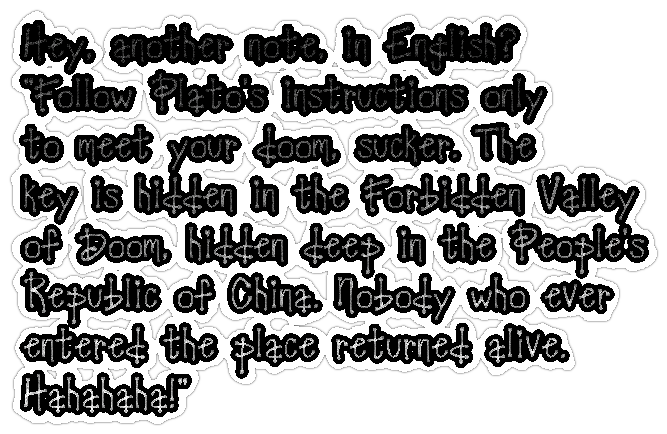 Hey, another note, in English?
"Follow Plato's instructions only
to meet your doom, sucker. The
key is hidden in the Forbidden Valley
of Doom, hidden deep in the People's
Republic of China. Nobody who ever
entered the place returned alive.
Hahahaha!"